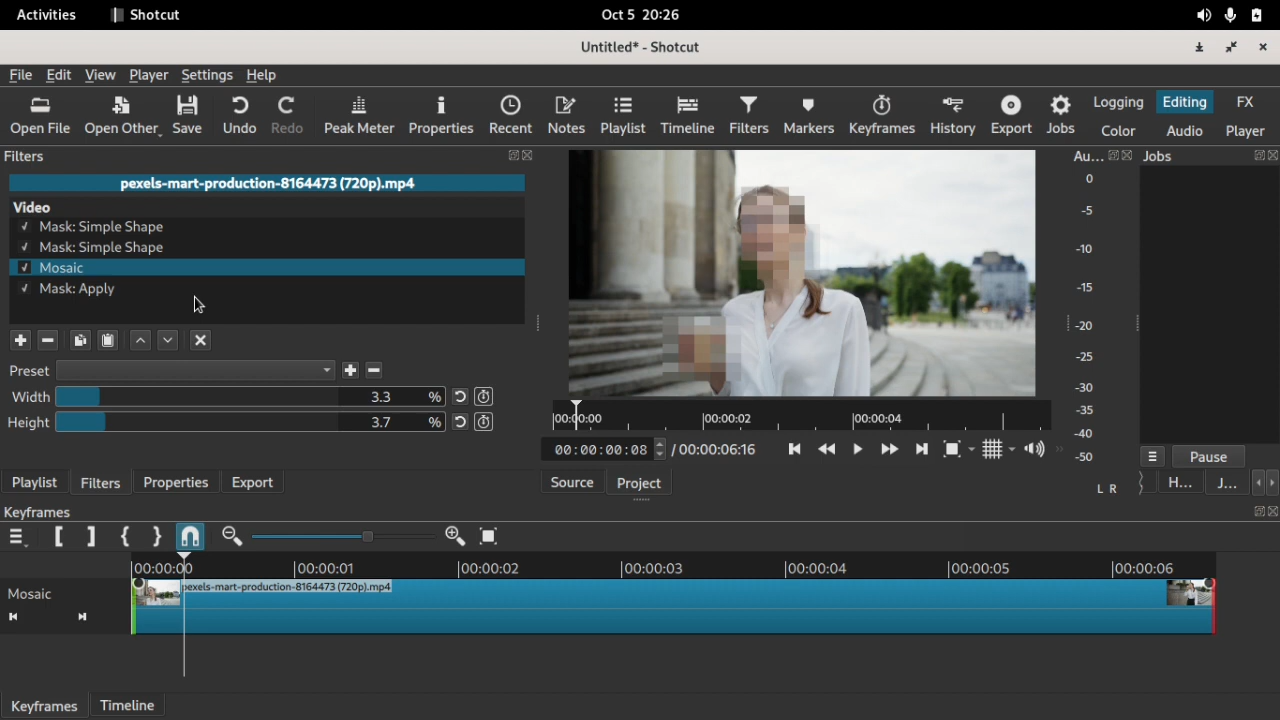 Activities Shotcut Oct 5 20:26
Untitled* - Shotcut
File Edit View Player Settings Help
Open File Open Other Save Undo Redo Peak Meter Properties Recent Notes Playlist Timeline Filters Markers Keyframes History Export Jobs
Logging Editing FX
Color Audio Player
Filters
pexels-mart-production-8164473 (720p).mp4
Video
Mask: Simple Shape
Mask: Simple Shape
Mosaic
Mask: Apply
Preset
Width 3.3 %
Height 3.7 %
Playlist Filters Properties Export
00:00:00 00:00:02 00:00:04
00:00:00:08 / 00:00:06:16
Source Project
Au...
0
-5
-10
-15
-20
-25
-30
-35
-40
-50
L R
Jobs
Pause
H... J...
Keyframes
00:00:00 00:00:01 00:00:02 00:00:03 00:00:04 00:00:05 00:00:06
Mosaic
pexels-mart-production-8164473 (720p).mp4
Keyframes Timeline